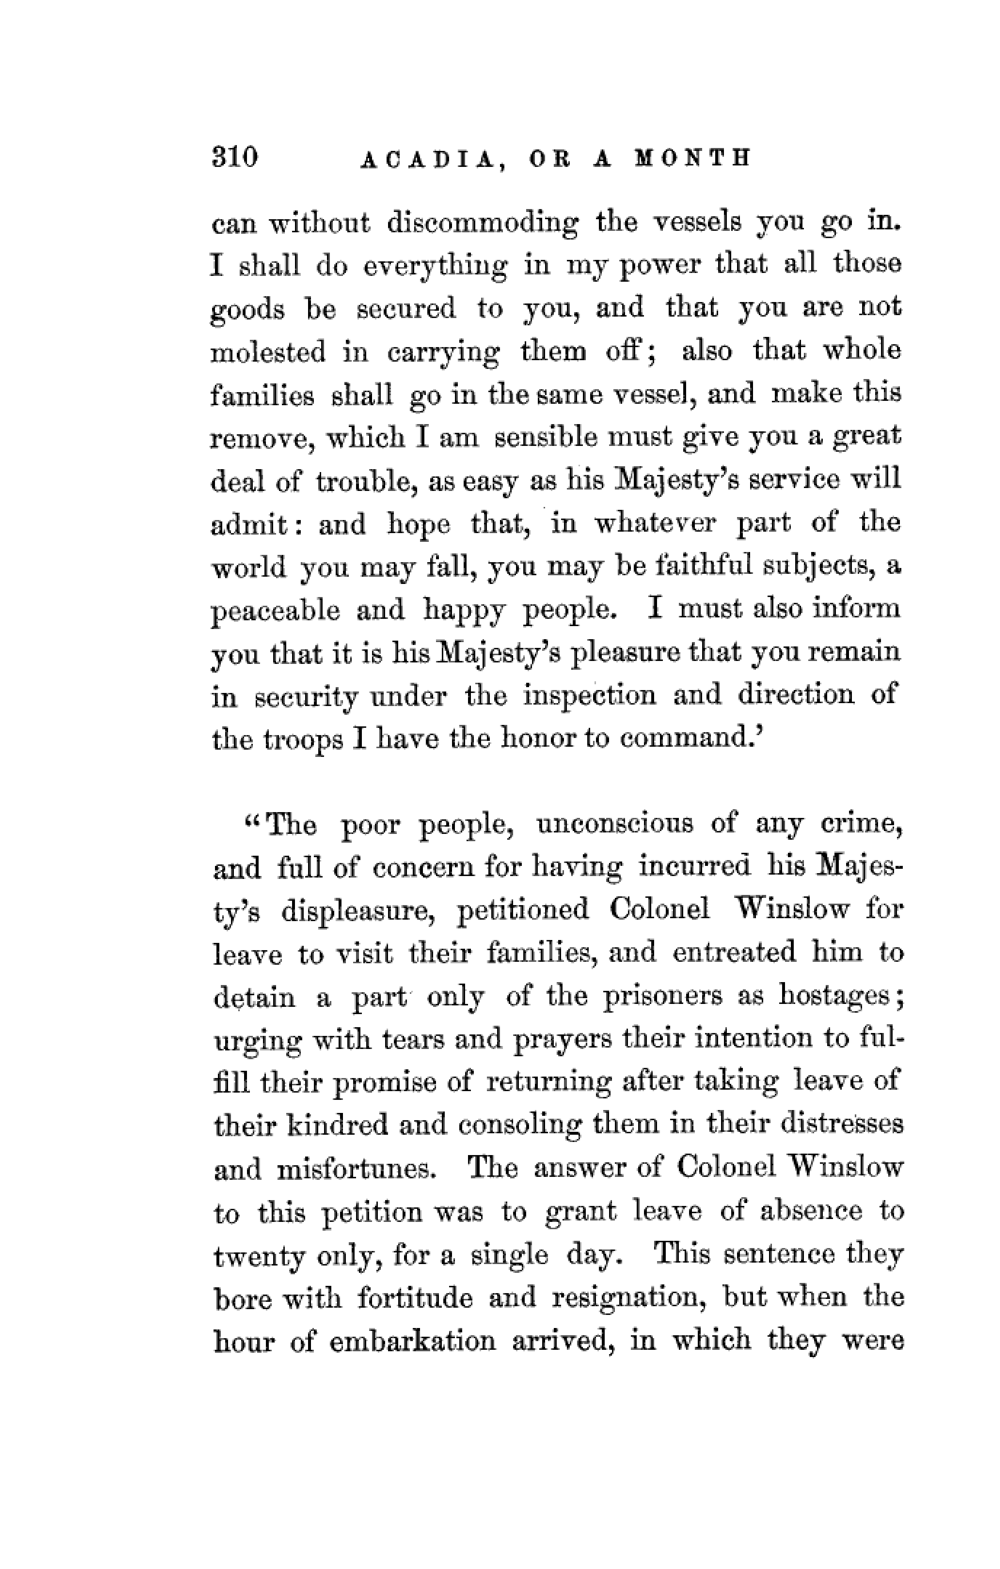 310 ACADIA, OR A MONTH
can without discommoding the vessels you go in.
I shall do everything in my power that all those
goods be secured to you, and that you are not
molested in carrying them off; also that whole
families shall go in the same vessel, and make this
remove, which I am sensible must give you a great
deal of trouble, as easy as his Majesty's service will
admit: and hope that, in whatever part of the
world you may fall, you may be faithful subjects, a
peaceable and happy people. I must also inform
you that it is his Majesty's pleasure that you remain
in security under the inspection and direction of
the troops I have the honor to command.'
"The poor people, unconscious of any crime,
and full of concern for having incurred his Majes-
ty's displeasure, petitioned Colonel Winslow for
leave to visit their families, and entreated him to
detain a part only of the prisoners as hostages;
urging with tears and prayers their intention to ful-
fill their promise of returning after taking leave of
their kindred and consoling them in their distresses
and misfortunes. The answer of Colonel Winslow
to this petition was to grant leave of absence to
twenty only, for a single day. This sentence they
bore with fortitude and resignation, but when the
hour of embarkation arrived, in which they were